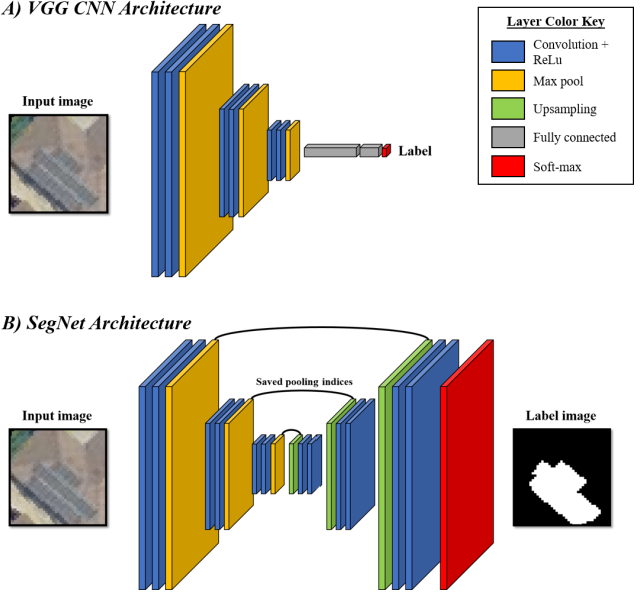 A) VGG CNN Architecture
Input image
Label
Layer Color Key
Convolution +
ReLu
Max pool
Upsampling
Fully connected
Soft-max
B) SegNet Architecture
Saved pooling indices
Input image
Label image